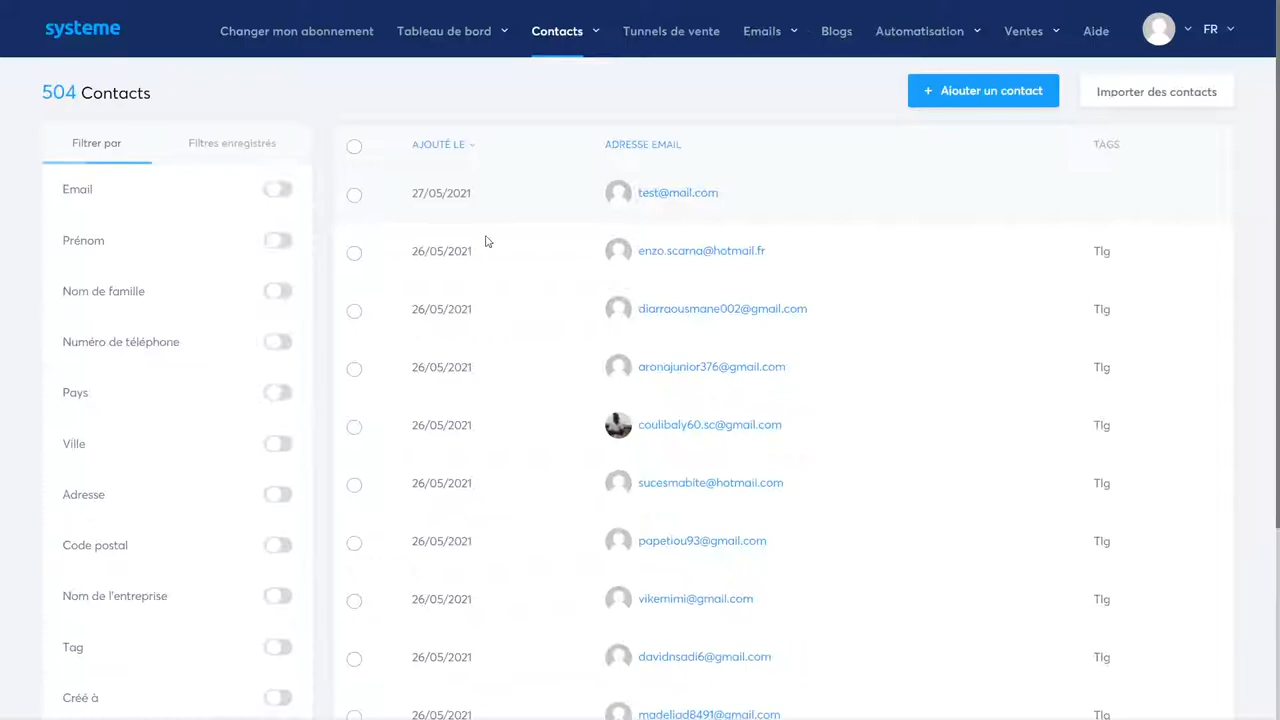 systeme
Changer mon abonnement Tableau de bord Contacts Tunnels de vente Emails Blogs Automatisation Ventes Aide FR
504 Contacts
+ Ajouter un contact
Importer des contacts
Filtrer par Filtres enregistrés
AJOUTÉ LE ADRESSE EMAIL TAGS
Email
27/05/2021 test@mail.com
Prénom
26/05/2021 enzo.scarna@hotmail.fr Tlg
Nom de famille
26/05/2021 diarraousmane002@gmail.com Tlg
Numéro de téléphone
26/05/2021 aronajunior376@gmail.com Tlg
Pays
26/05/2021 coulibaly60.sc@gmail.com Tlg
Ville
26/05/2021 sucesmabite@hotmail.com Tlg
Adresse
26/05/2021 papetiou93@gmail.com Tlg
Code postal
26/05/2021 vikemimi@gmail.com Tlg
Nom de l'entreprise
26/05/2021 davidnsadi6@gmail.com Tlg
Tag
26/05/2021 madeliad8491@gmail.com Tlg
Créé à